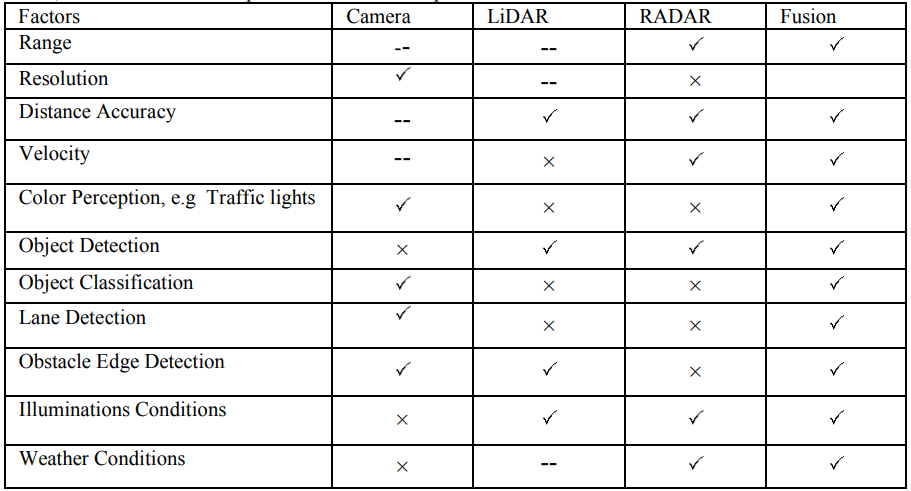 Factors Camera LiDAR RADAR Fusion
Range -- -- ✓ ✓
Resolution ✓ -- ×
Distance Accuracy -- ✓ ✓ ✓
Velocity -- × ✓ ✓
Color Perception, e.g Traffic lights ✓ × × ✓
Object Detection × ✓ ✓ ✓
Object Classification ✓ × × ✓
Lane Detection ✓ × × ✓
Obstacle Edge Detection ✓ ✓ × ✓
Illuminations Conditions × ✓ ✓ ✓
Weather Conditions × -- ✓ ✓